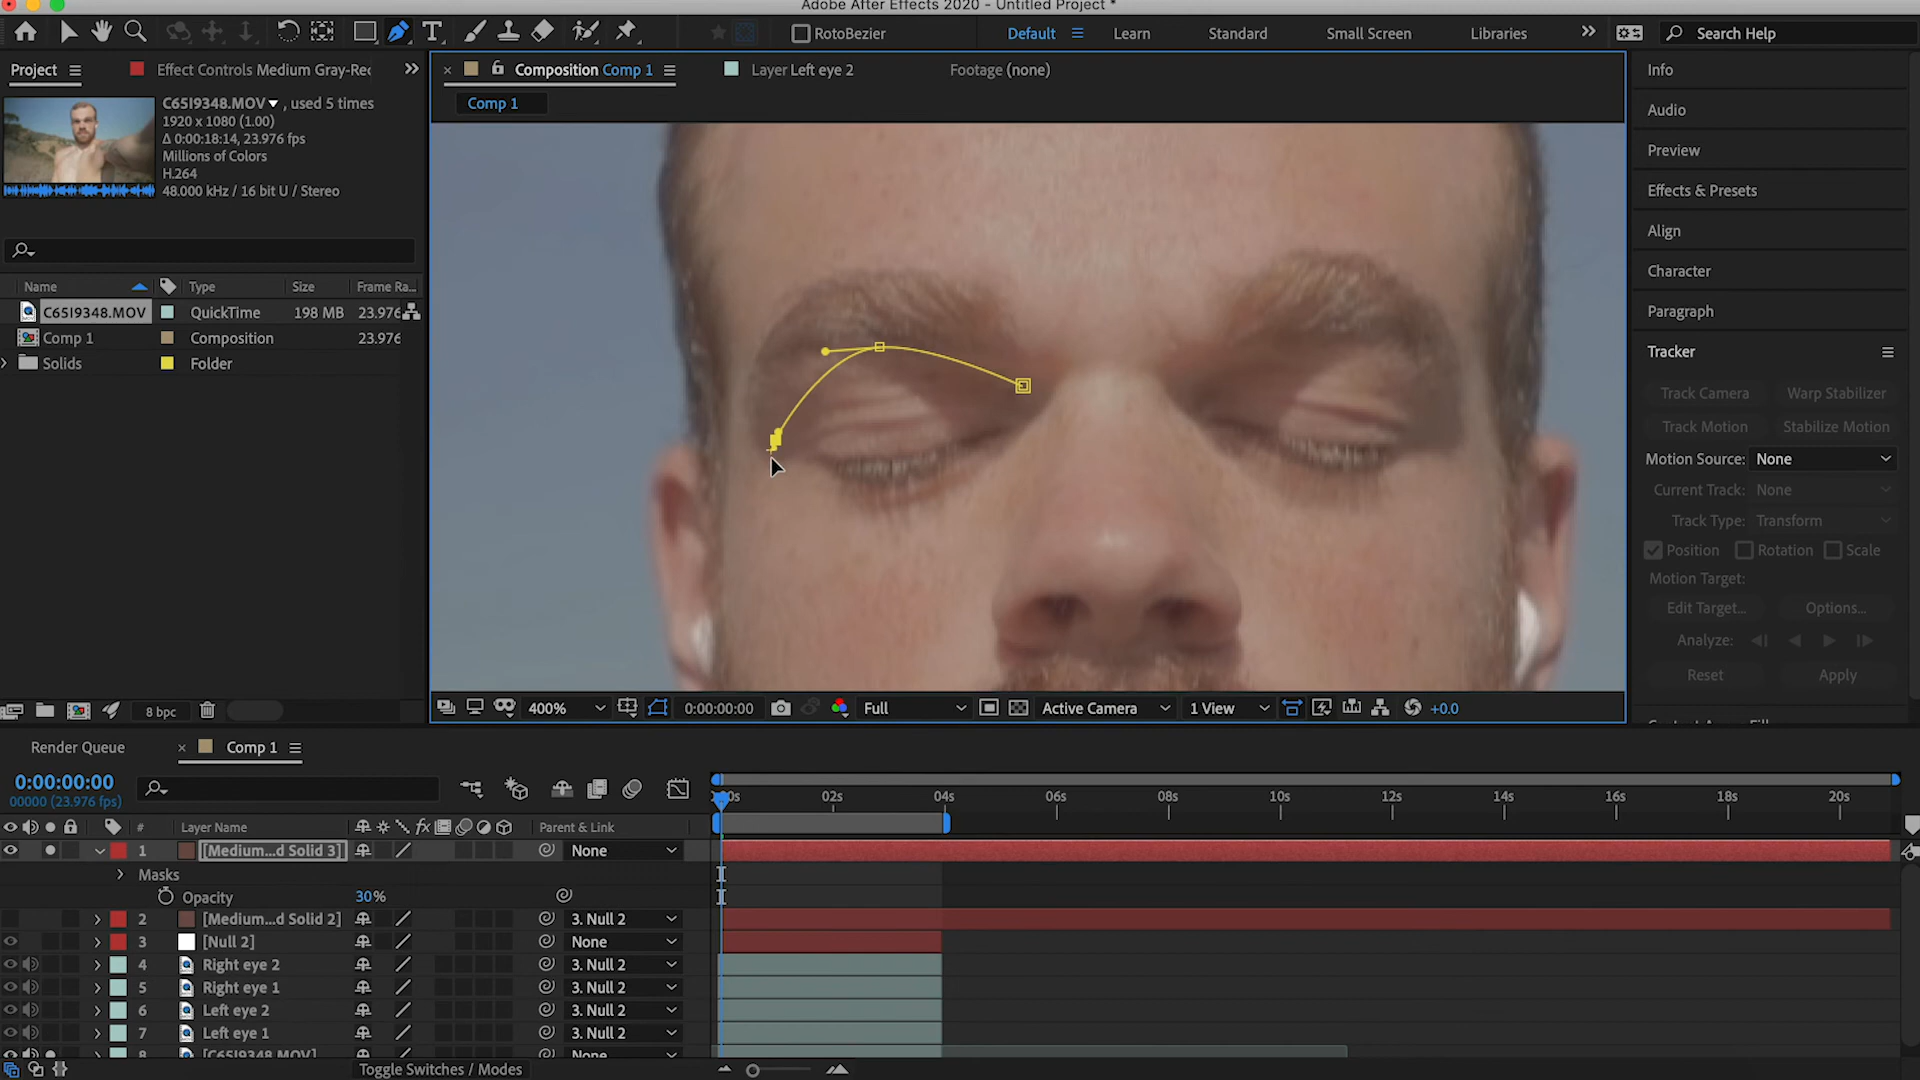 Adobe After Effects 2020 - Untitled Project *
RotoBezier
Default
Learn
Standard
Small Screen
Libraries
Search Help
Project
Effect Controls Medium Gray-Rec
C65I9348.MOV , used 5 times
1920 x 1080 (1.00)
Δ 0:00:18:14, 23.976 fps
Millions of Colors
H.264
48.000 kHz / 16 bit U / Stereo
Name Type Size Frame Ra...
C65I9348.MOV QuickTime 198 MB 23.976
Comp 1 Composition 23.976
Solids Folder
8 bpc
Composition Comp 1
Layer Left eye 2
Footage (none)
Comp 1
400%
0:00:00:00
Full
Active Camera
1 View
+0.0
Info
Audio
Preview
Effects & Presets
Align
Character
Paragraph
Tracker
Track Camera Warp Stabilizer
Track Motion Stabilize Motion
Motion Source: None
Current Track: None
Track Type: Transform
Position Rotation Scale
Motion Target:
Edit Target... Options...
Analyze:
Reset Apply
Render Queue
Comp 1
0:00:00:00
00000 (23.976 fps)
02s 04s 06s 08s 10s 12s 14s 16s 18s 20s
# Layer Name fx Parent & Link
1 [Medium...d Solid 3] None
Masks
Opacity 30%
2 [Medium...d Solid 2] 3. Null 2
3 [Null 2] None
4 Right eye 2 3. Null 2
5 Right eye 1 3. Null 2
6 Left eye 2 3. Null 2
7 Left eye 1 3. Null 2
8 [C65I9348.MOV] None
Toggle Switches / Modes